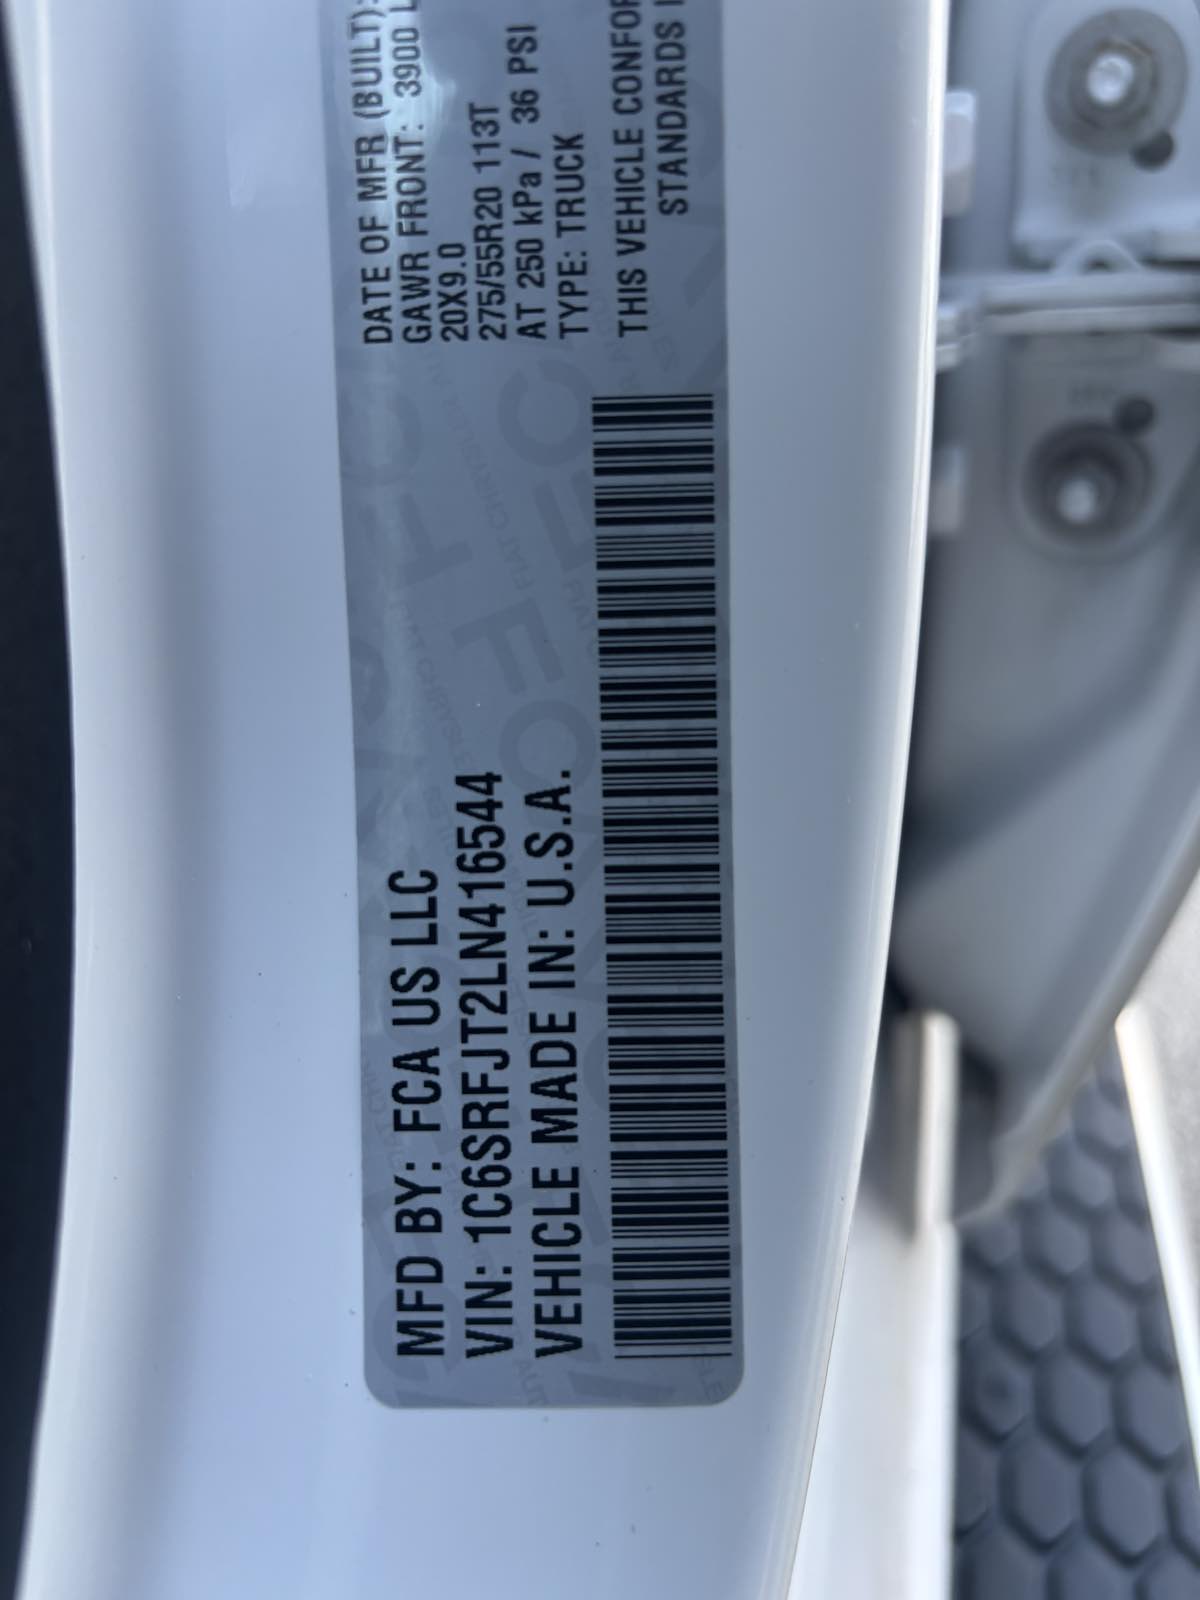 MFD BY: FCA US LLC
VIN: 1C6SRFJT2LN416544
VEHICLE MADE IN: U.S.A.
DATE OF MFR (BUILT):
GAWR FRONT: 3900 L
20X9.0
275/55R20 113T
AT 250 kPa / 36 PSI
TYPE: TRUCK
THIS VEHICLE CONFOR
STANDARDS